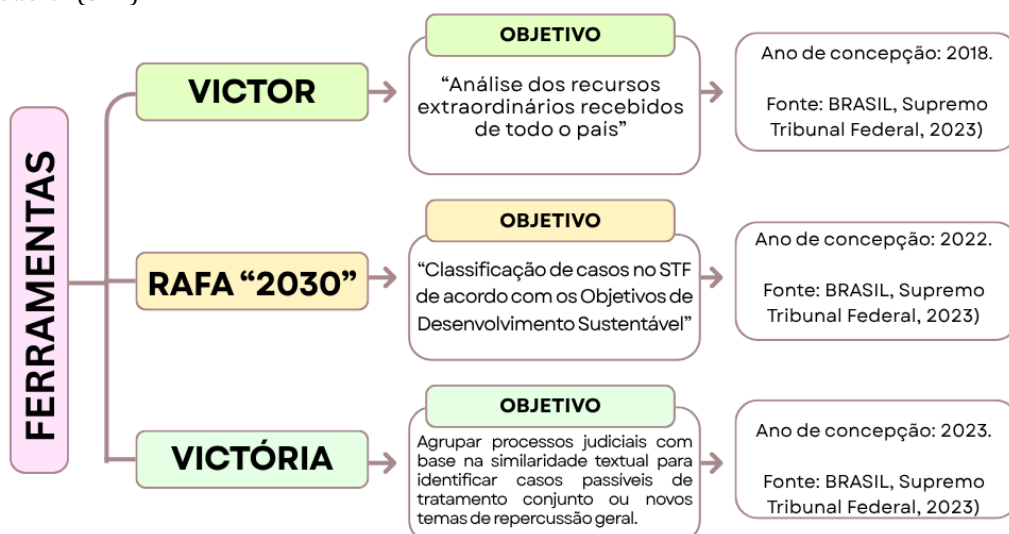 FERRAMENTAS
VICTOR
OBJETIVO
“Análise dos recursos
extraordinários recebidos
de todo o país”
Ano de concepção: 2018.
Fonte: BRASIL, Supremo
Tribunal Federal, 2023)
RAFA “2030”
OBJETIVO
“Classificação de casos no STF
de acordo com os Objetivos de
Desenvolvimento Sustentável”
Ano de concepção: 2022.
Fonte: BRASIL, Supremo
Tribunal Federal, 2023)
VICTÓRIA
OBJETIVO
Agrupar processos judiciais com
base na similaridade textual para
identificar casos passíveis de
tratamento conjunto ou novos
temas de repercussão geral.
Ano de concepção: 2023.
Fonte: BRASIL, Supremo
Tribunal Federal, 2023)